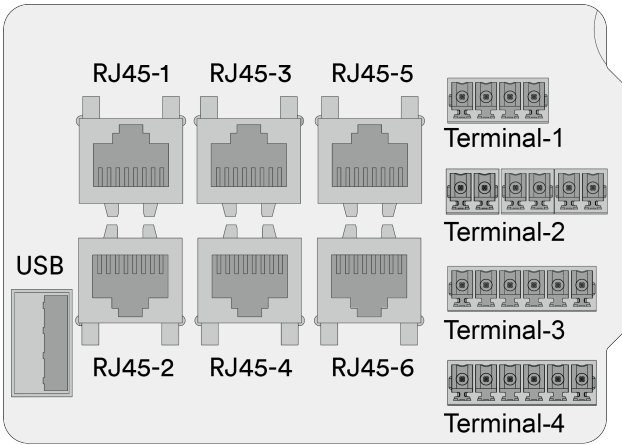 RJ45-1 RJ45-3 RJ45-5
Terminal-1
Terminal-2
USB
Terminal-3
RJ45-2 RJ45-4 RJ45-6
Terminal-4